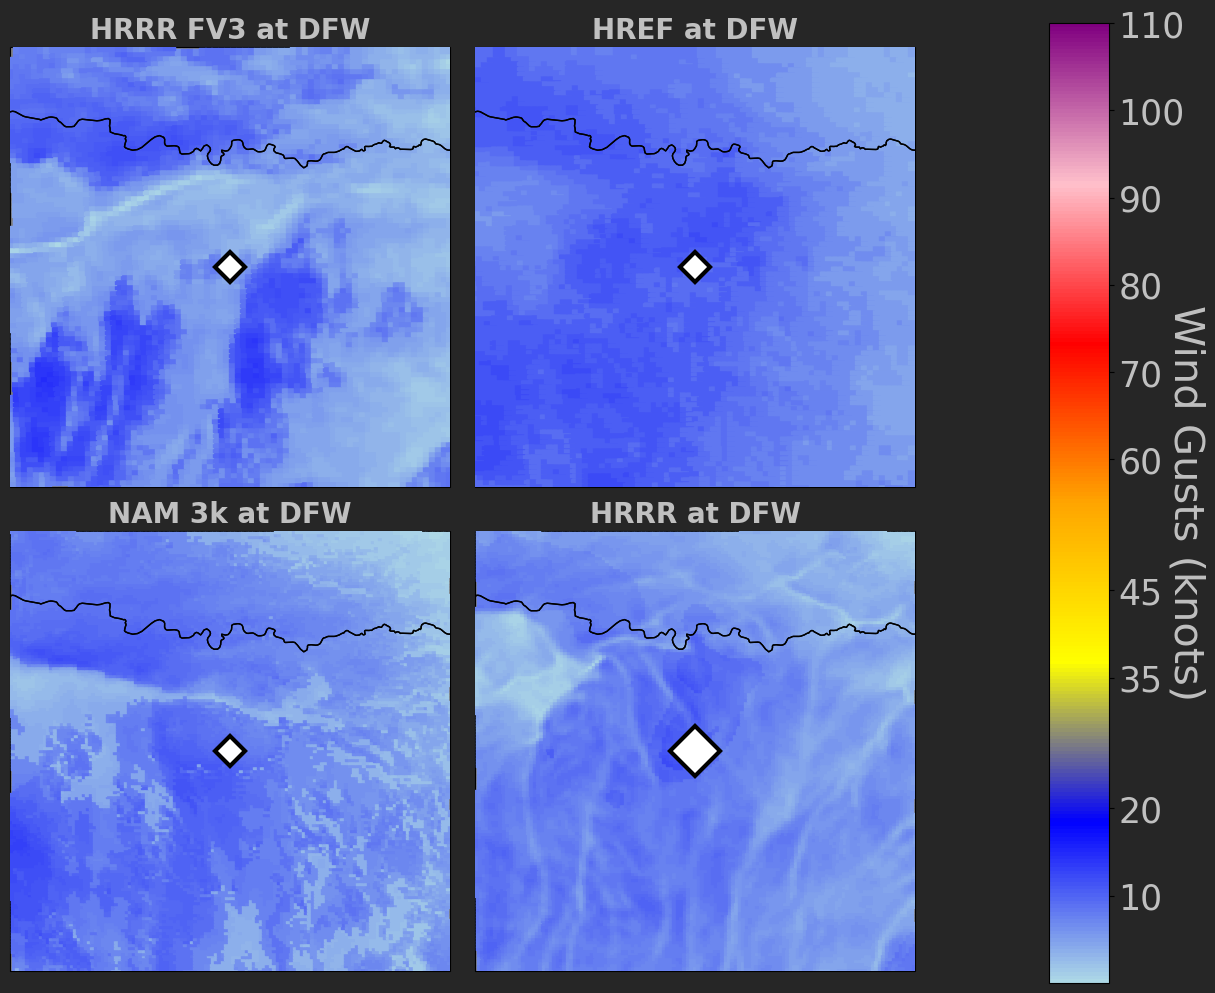 HRRR FV3 at DFW
HREF at DFW
NAM 3k at DFW
HRRR at DFW
110
100
90
80
70
60
45
35
20
10
Wind Gusts (knots)